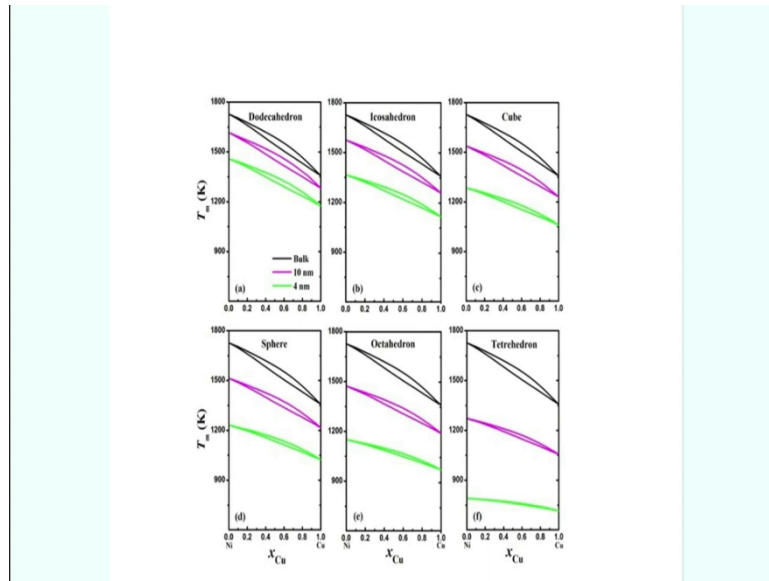 1800
1500
1200
900
T_m (K)
Dodecahedron
Bulk
10 nm
4 nm
(a)
0.0 0.2 0.4 0.6 0.8 1.0
1800
1500
1200
900
Icosahedron
(b)
0.0 0.2 0.4 0.6 0.8 1.0
1800
1500
1200
900
Cube
(c)
0.0 0.2 0.4 0.6 0.8 1.0
1800
1500
1200
900
T_m (K)
Sphere
(d)
0.0 0.2 0.4 0.6 0.8 1.0
Ni Cu
x_Cu
1800
1500
1200
900
Octahedron
(e)
0.0 0.2 0.4 0.6 0.8 1.0
Ni Cu
x_Cu
1800
1500
1200
900
Tetrehedron
(f)
0.0 0.2 0.4 0.6 0.8 1.0
Ni Cu
x_Cu